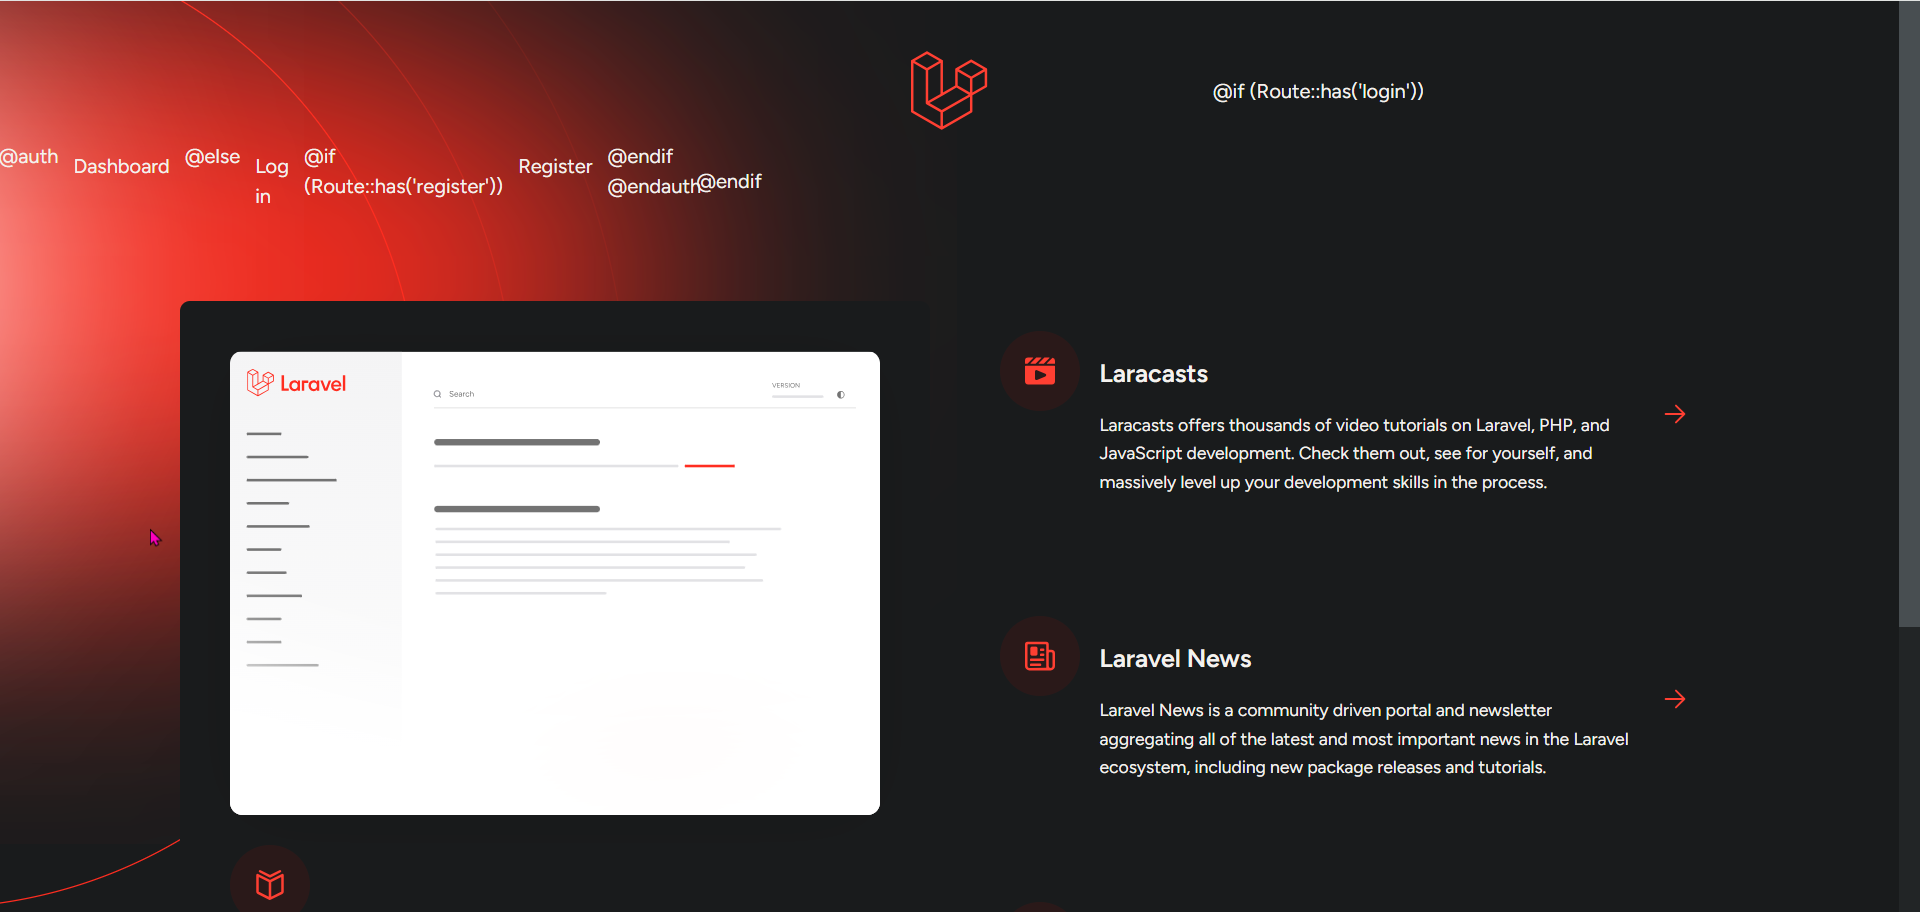 @if (Route::has('login'))
@auth
Dashboard
@else
Log
in
@if
(Route::has('register'))
Register
@endif
@endauth
@endif
Laravel
Search
VERSION
Laracasts
Laracasts offers thousands of video tutorials on Laravel, PHP, and
JavaScript development. Check them out, see for yourself, and
massively level up your development skills in the process.
Laravel News
Laravel News is a community driven portal and newsletter
aggregating all of the latest and most important news in the Laravel
ecosystem, including new package releases and tutorials.